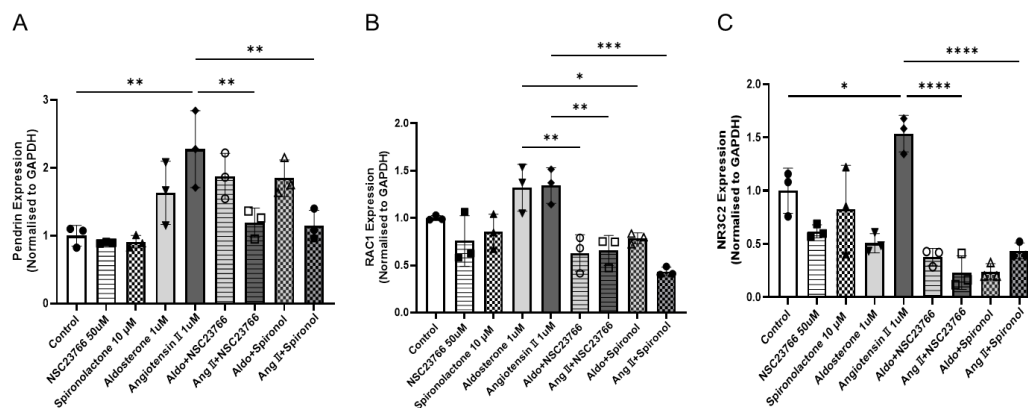 A
B
C
**
**
**
Pendrin Expression
(Normalised to GAPDH)
3
2
1
0
Control
NSC23766 50uM
Spironolactone 10 μM
Aldosterone 1uM
Angiotensin II 1uM
Aldo+NSC23766
Ang II+NSC23766
Aldo+Spironol
Ang II+Spironol
***
*
**
**
RAC1 Expression
(Normalised to GAPDH)
2.0
1.5
1.0
0.5
0.0
Control
NSC23766 50uM
Spironolactone 10 μM
Aldosterone 1uM
Angiotensin II 1uM
Aldo+NSC23766
Ang II+NSC23766
Aldo+Spironol
Ang II+Spironol
****
*
****
NR3C2 Expression
(Normalised to GAPDH)
2.0
1.5
1.0
0.5
0.0
Control
NSC23766 50uM
Spironolactone 10 μM
Aldosterone 1uM
Angiotensin II 1uM
Aldo+NSC23766
Ang II+NSC23766
Aldo+Spironol
Ang II+Spironol